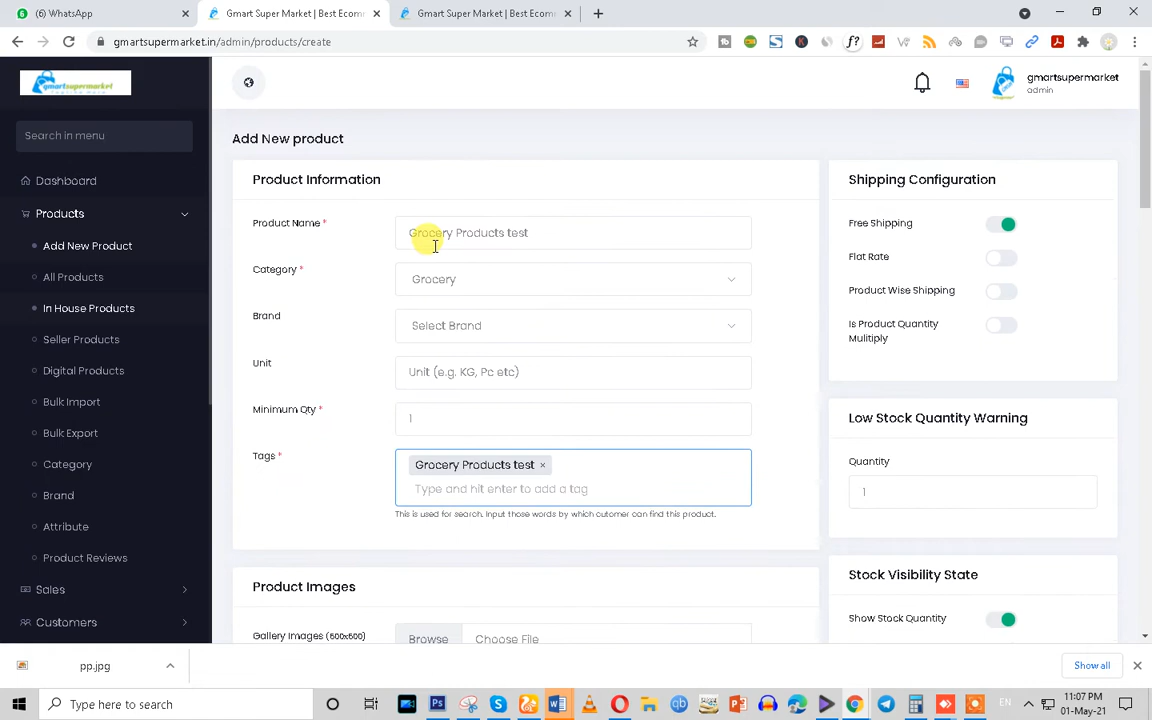 (6) WhatsApp
Gmart Super Market | Best Ecom
Gmart Super Market | Best Ecom
gmartsupermarket.in/admin/products/create
gmartsupermarket
gmartsupermarket
admin
Search in menu
Dashboard
Products
Add New Product
All Products
In House Products
Seller Products
Digital Products
Bulk Import
Bulk Export
Category
Brand
Attribute
Product Reviews
Sales
Customers
Add New product
Product Information
Product Name *
Grocery Products test
Category *
Grocery
Brand
Select Brand
Unit
Unit (e.g. KG, Pc etc)
Minimum Qty *
1
Tags *
Grocery Products test ×
Type and hit enter to add a tag
This is used for search. Input those words by which cutomer can find this product.
Product Images
Gallery Images (600x600)
Browse
Choose File
Shipping Configuration
Free Shipping
Flat Rate
Product Wise Shipping
Is Product Quantity
Mulitiply
Low Stock Quantity Warning
Quantity
1
Stock Visibility State
Show Stock Quantity
pp.jpg
Show all
Type here to search
EN
11:07 PM
01-May-21